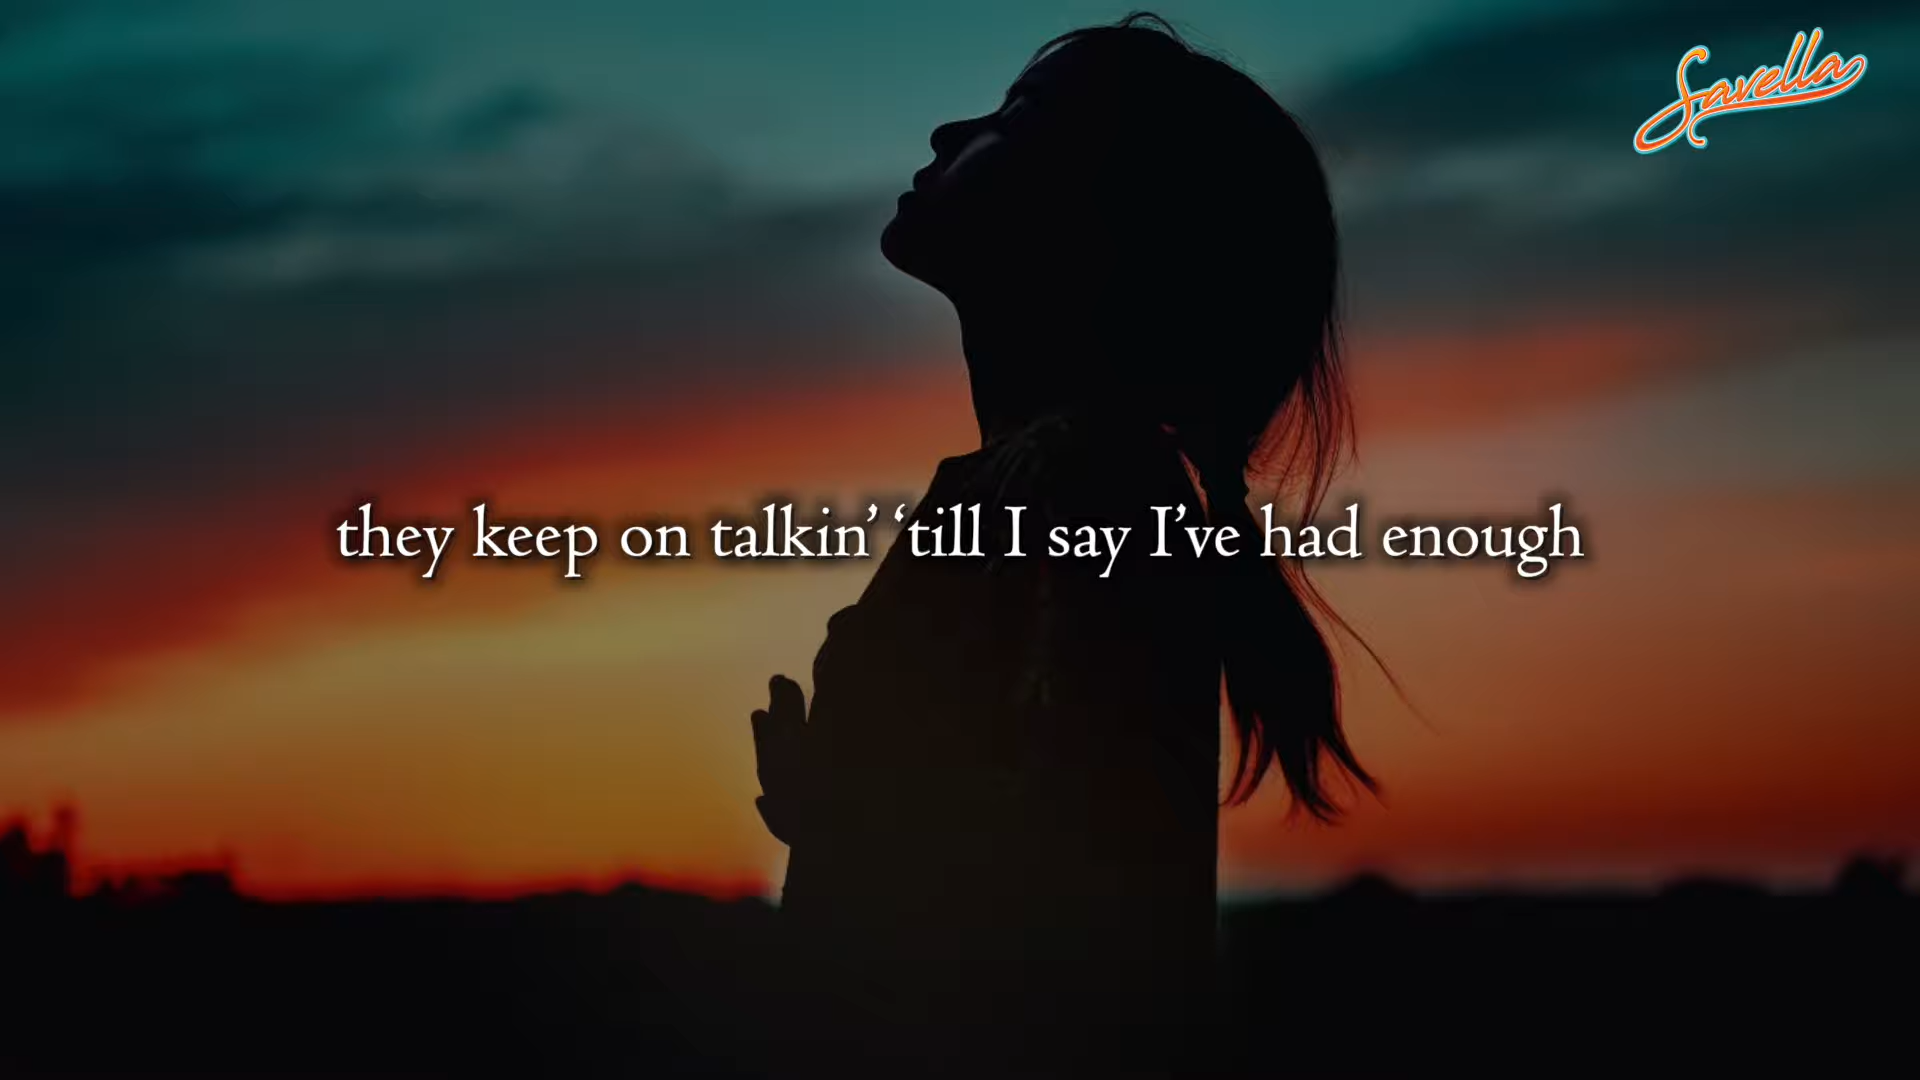 Savella
they keep on talkin’ ‘till I say I’ve had enough